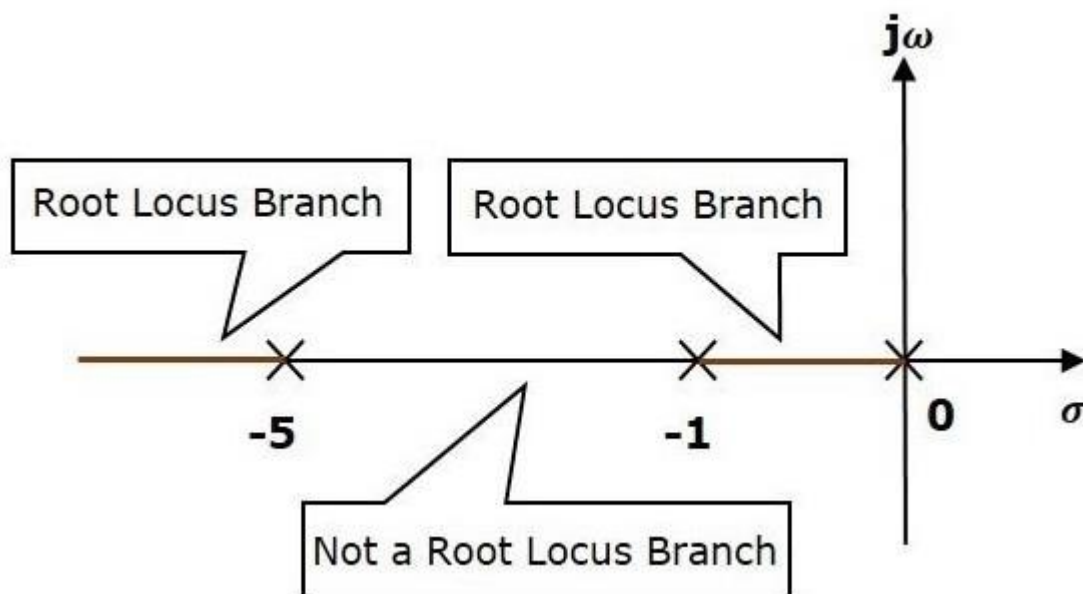 jω
Root Locus Branch
Root Locus Branch
-5
-1
0
σ
Not a Root Locus Branch